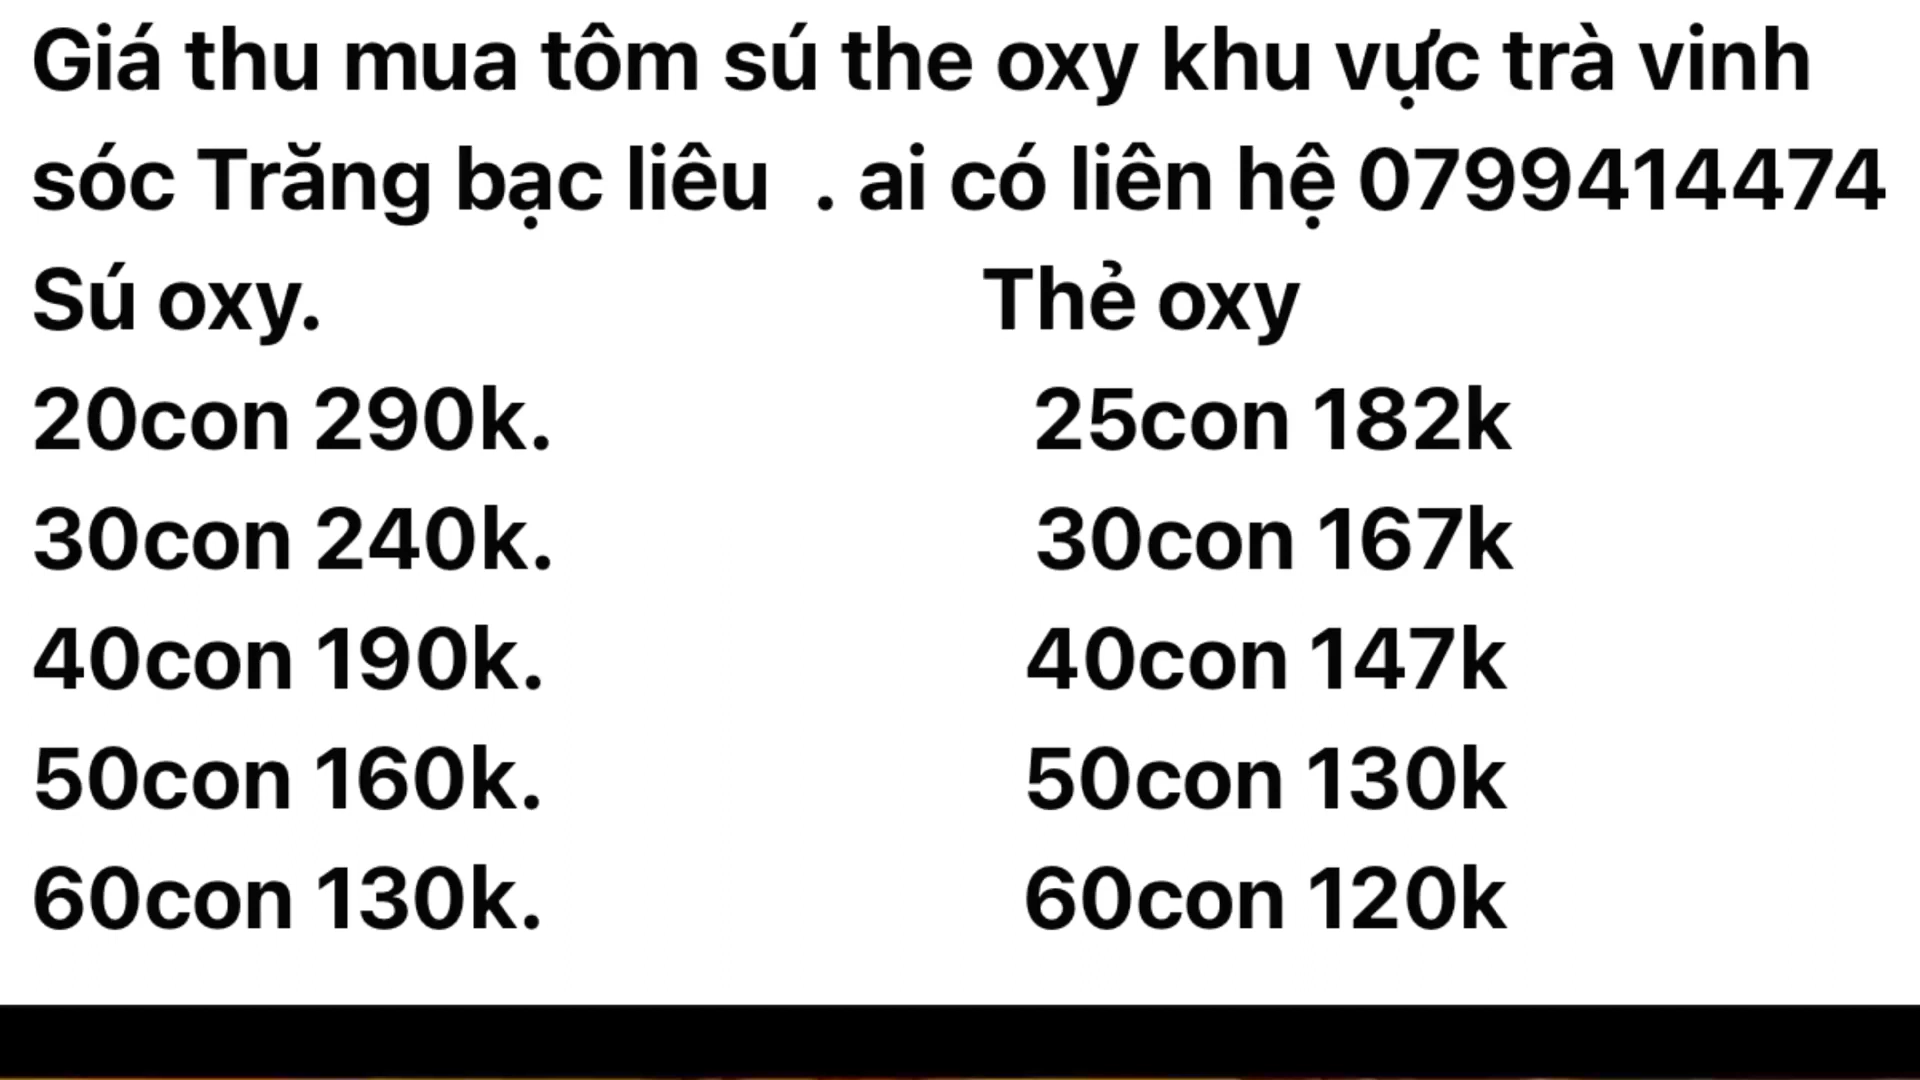 Giá thu mua tôm sú the oxy khu vực trà vinh
sóc Trăng bạc liêu  . ai có liên hệ 0799414474
Sú oxy. Thẻ oxy
20con 290k. 25con 182k
30con 240k. 30con 167k
40con 190k. 40con 147k
50con 160k. 50con 130k
60con 130k. 60con 120k